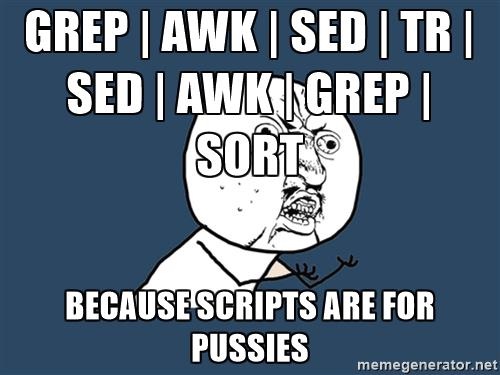 GREP | AWK | SED | TR |
SED | AWK | GREP |
SORT
BECAUSE SCRIPTS ARE FOR
PUSSIES
memegenerator.net